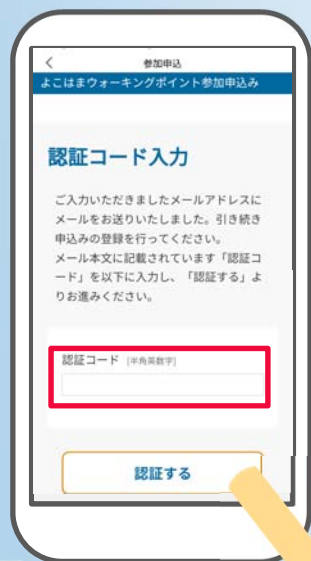 参加申込
よこはまウォーキングポイント参加申込み
認証コード入力
ご入力いただきましたメールアドレスに
メールをお送りいたしました。引き続き
申込みの登録を行ってください。
メール本文に記載されています「認証コ
ード」を以下に入力し、「認証する」よ
りお進みください。
認証コード [半角英数字]
認証する